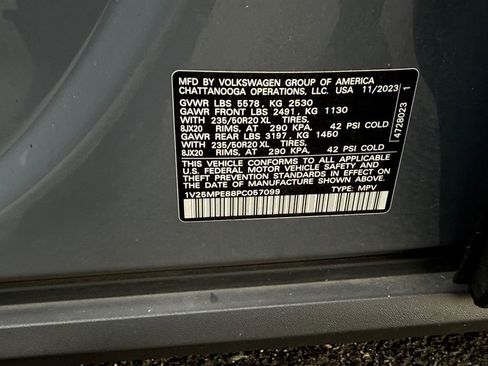 MFD BY VOLKSWAGEN GROUP OF AMERICA
CHATTANOOGA OPERATIONS, LLC. USA 11/2023
GVWR LBS 5578, KG 2530
GAWR FRONT LBS 2491, KG 1130
WITH 235/50R20 XL TIRES,
8JX20 RIMS, AT 290 KPA, 42 PSI COLD
GAWR REAR LBS 3197, KG 1450
WITH 235/50R20 XL TIRES,
8JX20 RIMS, AT 290 KPA, 42 PSI COLD
THIS VEHICLE CONFORMS TO ALL APPLICABLE
U.S. FEDERAL MOTOR VEHICLE SAFETY
STANDARDS IN EFFECT ON THE DATE OF
MANUFACTURE SHOWN ABOVE.
1V25MPE88PC057099 TYPE: MPV
4728023 1